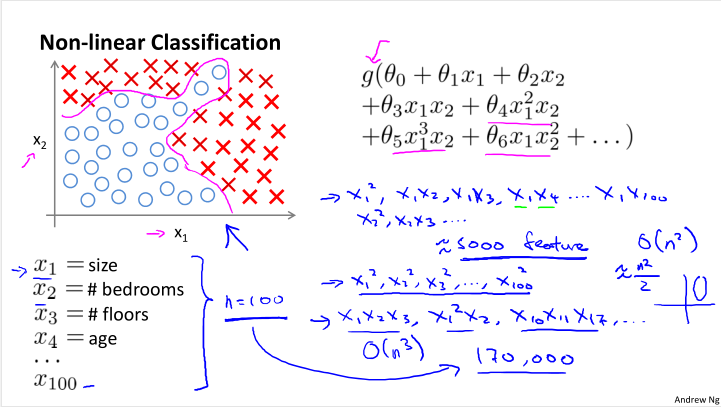 Non-linear Classification
x₂
x₁
g(θ₀ + θ₁x₁ + θ₂x₂
+θ₃x₁x₂ + θ₄x₁²x₂
+θ₅x₁³x₂ + θ₆x₁x₂² + …)
→ x₁², x₁x₂, x₁x₃, x₁x₄ …. x₁x₁₀₀
x₂², x₂x₃ ….
≈ 5000 feature
O(n²)
≈ n²/2
x₁ = size
x₂ = # bedrooms
x₃ = # floors
x₄ = age
…
x₁₀₀
n=100
→ x₁², x₂², x₃², …, x₁₀₀²
→ x₁x₂x₃, x₁²x₂, x₁₀x₁₁x₁₇, …
O(n³)
170,000
Andrew Ng